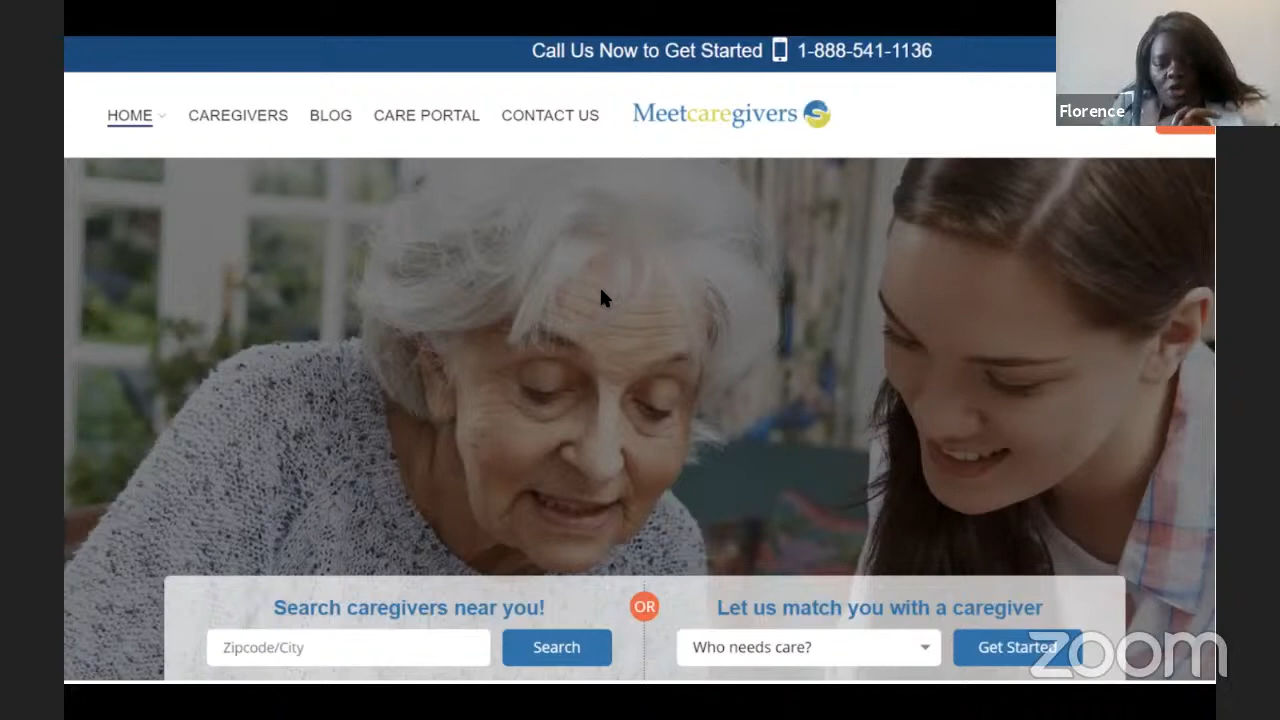 Call Us Now to Get Started 1-888-541-1136
Florence
HOME CAREGIVERS BLOG CARE PORTAL CONTACT US Meetcaregivers
Search caregivers near you! OR Let us match you with a caregiver
Zipcode/City Search Who needs care? Get Started
zoom